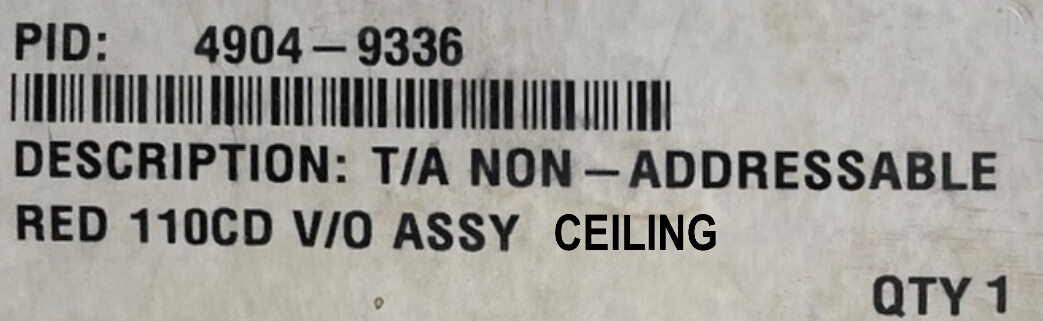 PID: 4904-9336
DESCRIPTION: T/A NON-ADDRESSABLE
RED 110CD V/O ASSY CEILING
QTY 1